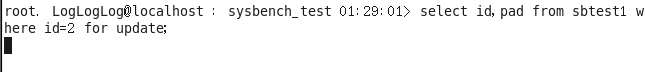 root. LogLogLog@localhost : sysbench_test 01:29:01> select id,pad from sbtest1 w
here id=2 for update;